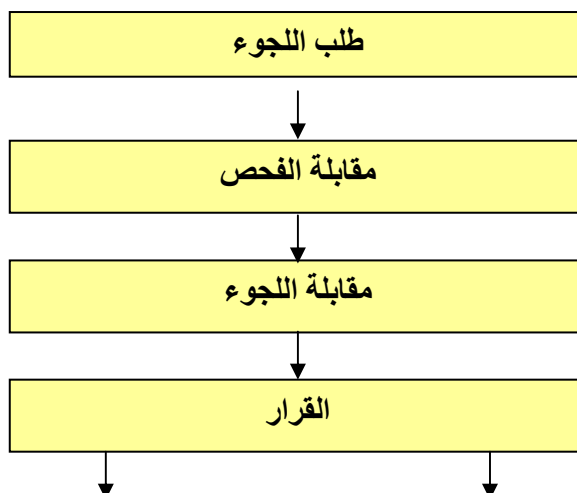 طلب اللجوء
مقابلة الفحص
مقابلة اللجوء
القرار